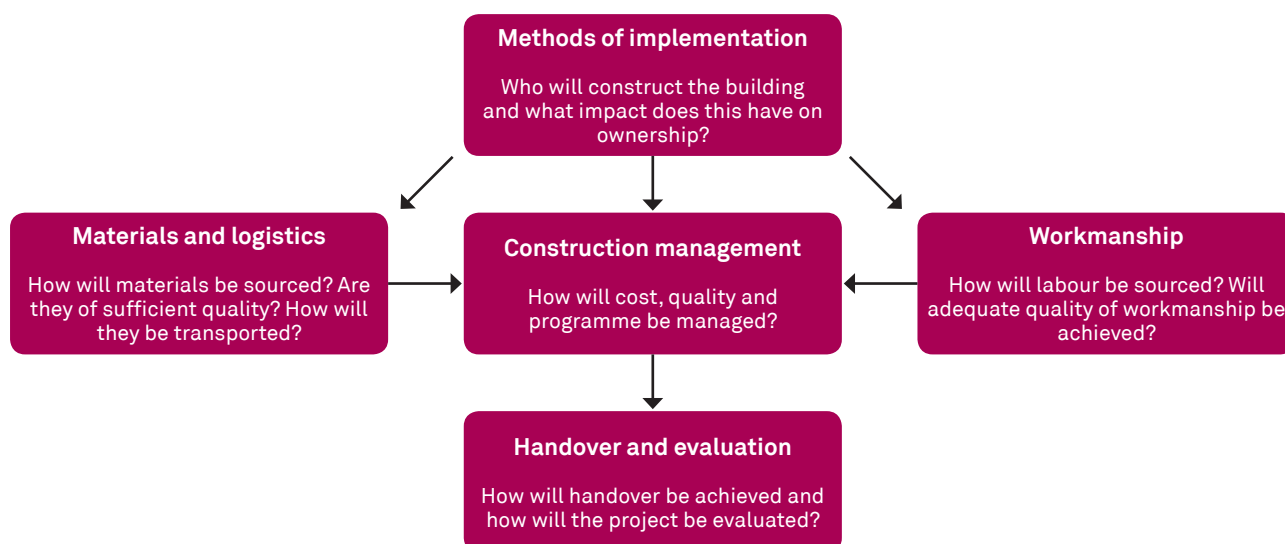 Methods of implementation
Who will construct the building
and what impact does this have on
ownership?
Materials and logistics
How will materials be sourced? Are
they of sufficient quality? How will
they be transported?
Construction management
How will cost, quality and
programme be managed?
Workmanship
How will labour be sourced? Will
adequate quality of workmanship be
achieved?
Handover and evaluation
How will handover be achieved and
how will the project be evaluated?